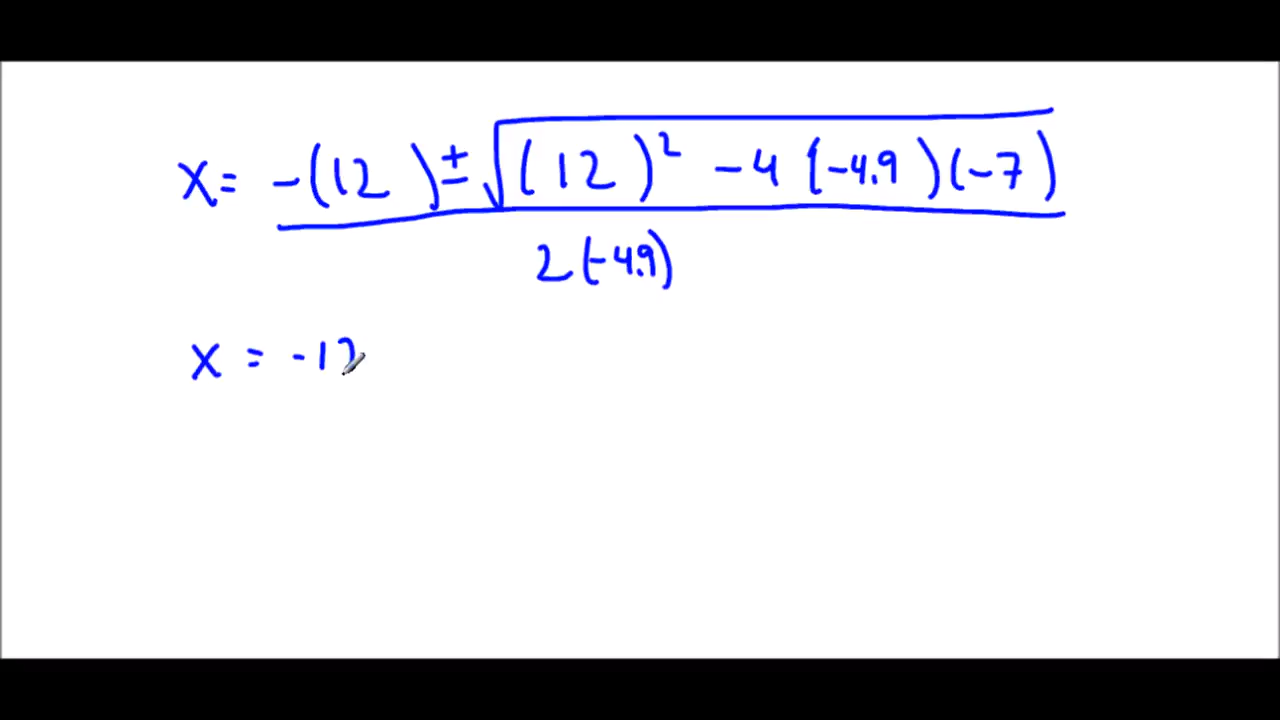 x = -(12) ± √((12)² - 4(-4.9)(-7))
2(-4.9)
x = -12